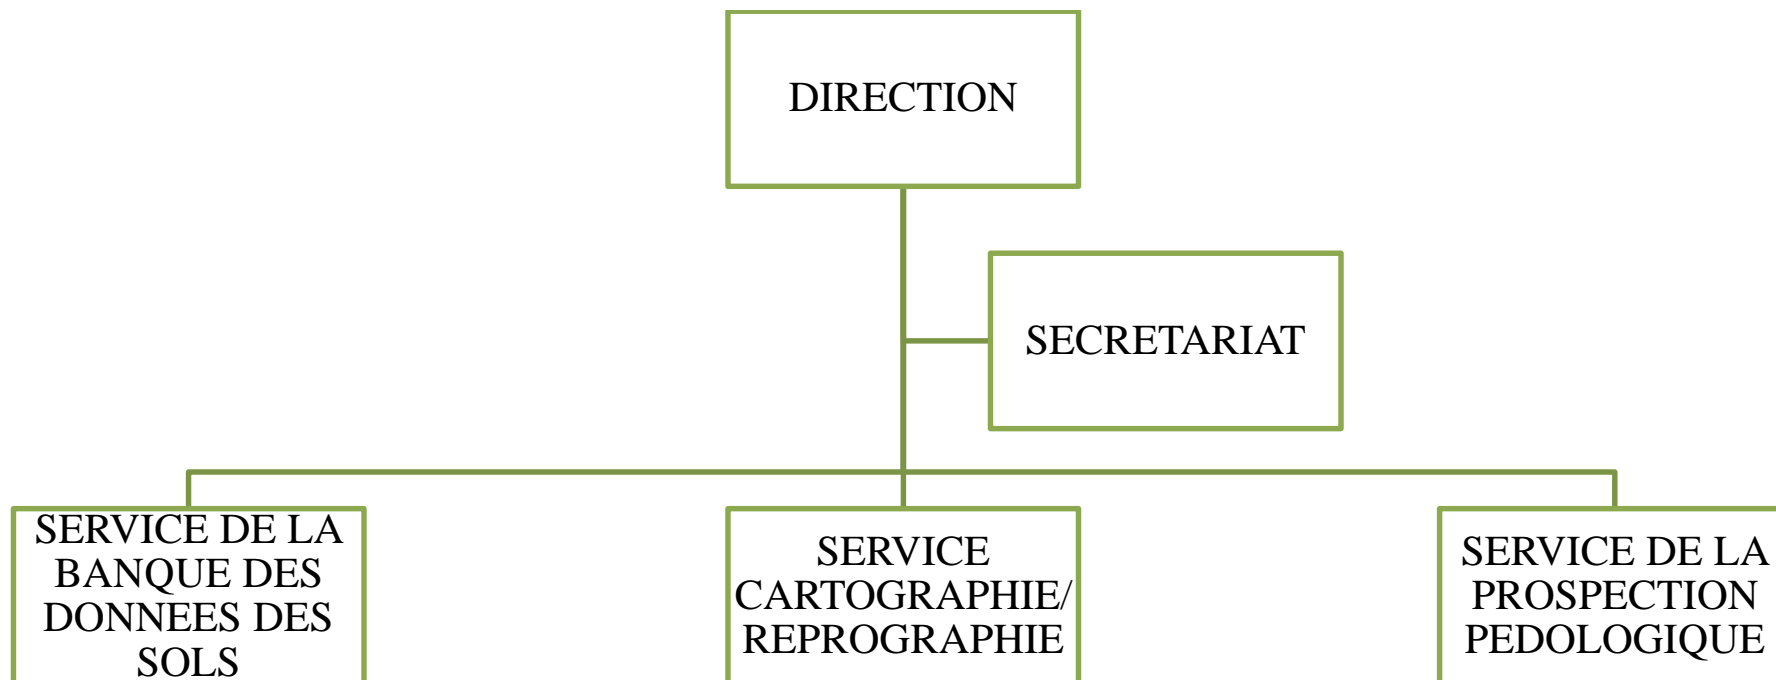 DIRECTION
SECRETARIAT
SERVICE DE LA
BANQUE DES
DONNEES DES
SOLS
SERVICE
CARTOGRAPHIE/
REPROGRAPHIE
SERVICE DE LA
PROSPECTION
PEDOLOGIQUE